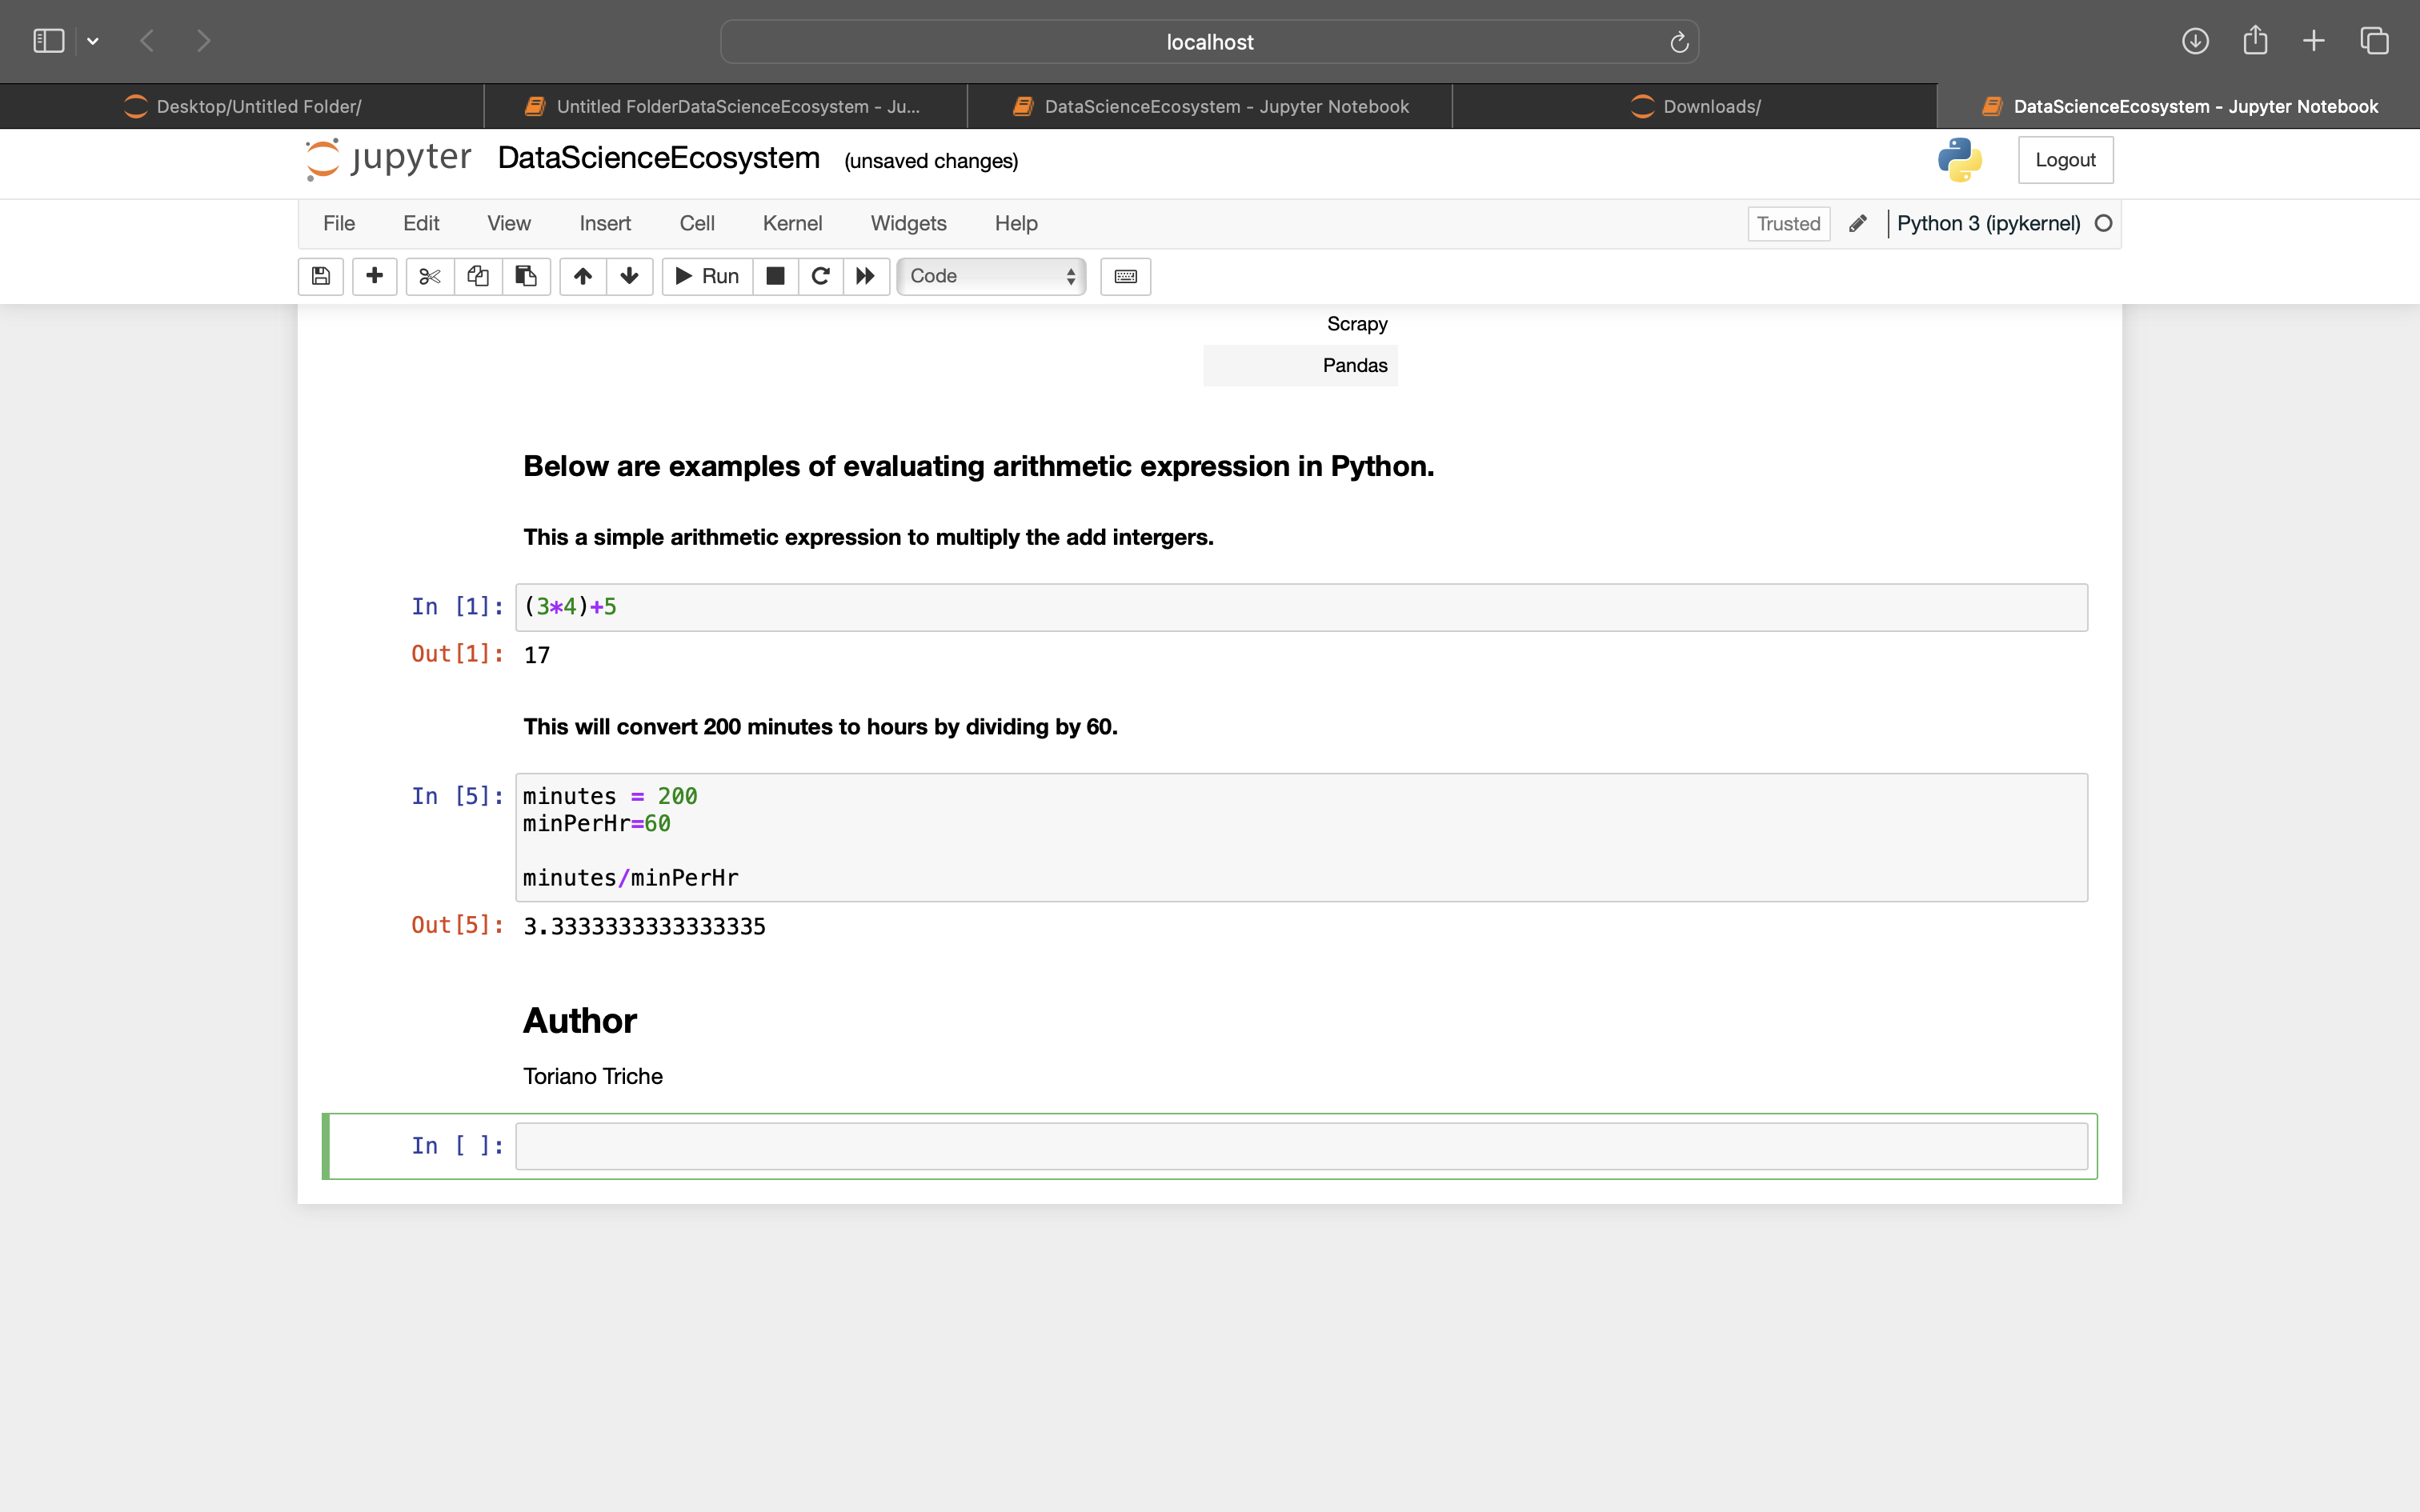 localhost
Desktop/Untitled Folder/
Untitled FolderDataScienceEcosystem - Ju...
DataScienceEcosystem - Jupyter Notebook
Downloads/
DataScienceEcosystem - Jupyter Notebook
jupyter DataScienceEcosystem (unsaved changes)
Logout
File Edit View Insert Cell Kernel Widgets Help
Trusted
Python 3 (ipykernel)
Run
Code
Scrapy
Pandas
Below are examples of evaluating arithmetic expression in Python.
This a simple arithmetic expression to multiply the add intergers.
In [1]: (3*4)+5
Out[1]: 17
This will convert 200 minutes to hours by dividing by 60.
In [5]: minutes = 200
minPerHr=60
minutes/minPerHr
Out[5]: 3.3333333333333335
Author
Toriano Triche
In [ ]: